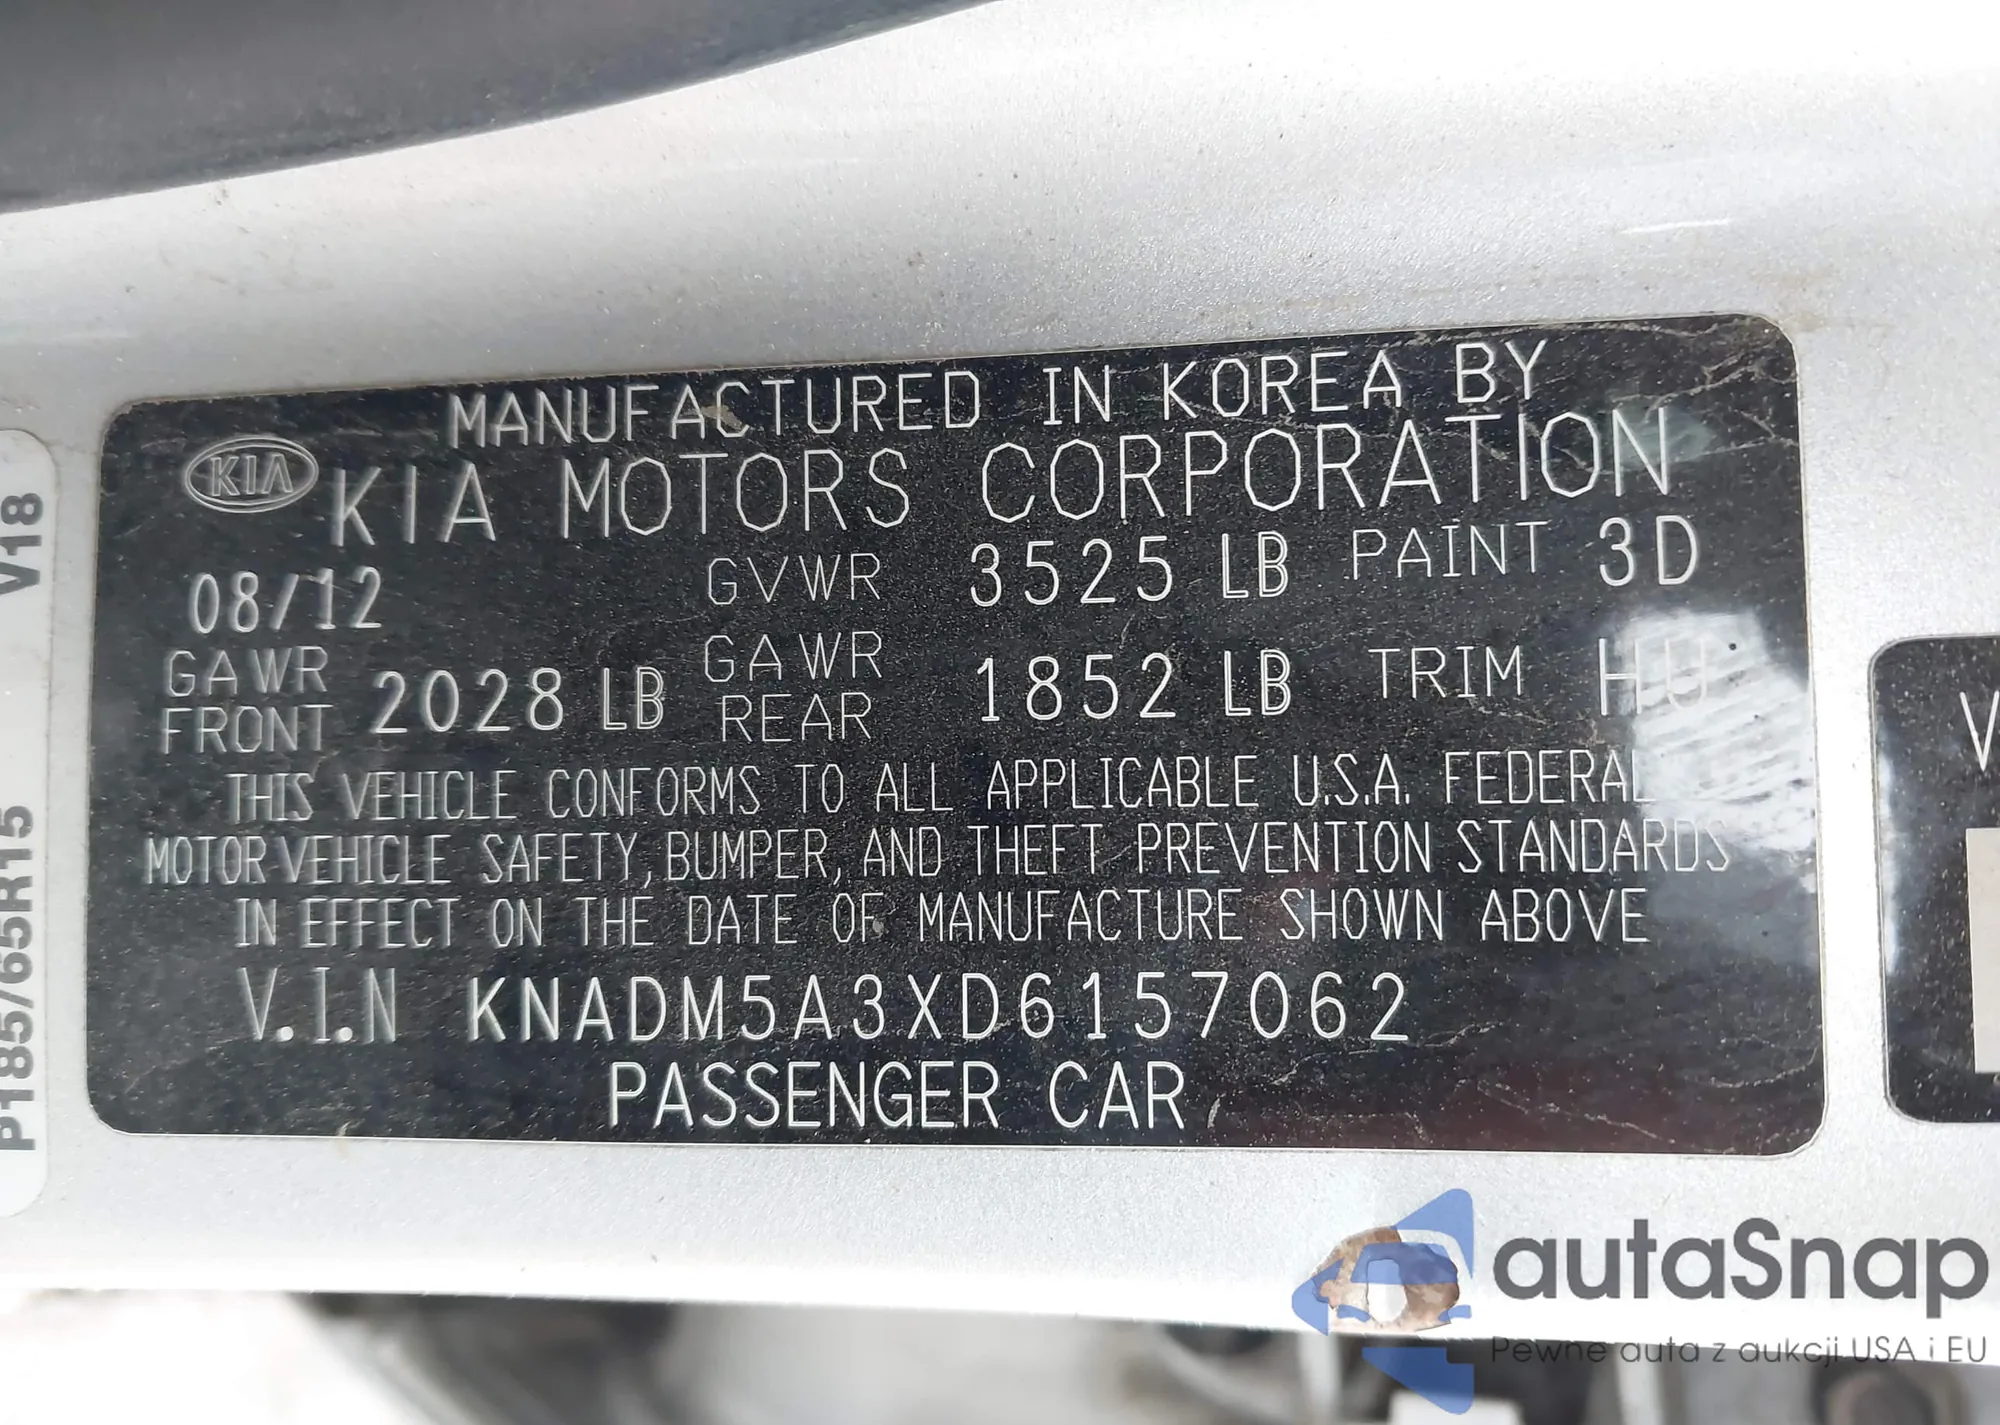 MANUFACTURED IN KOREA BY
KIA KIA MOTORS CORPORATION
08/12 GVWR 3525 LB PAINT 3D
GAWR FRONT 2028 LB GAWR REAR 1852 LB TRIM HU
THIS VEHICLE CONFORMS TO ALL APPLICABLE U.S.A. FEDERAL
MOTOR VEHICLE SAFETY, BUMPER, AND THEFT PREVENTION STANDARDS
IN EFFECT ON THE DATE OF MANUFACTURE SHOWN ABOVE
V.I.N KNADM5A3XD6157062
PASSENGER CAR
P185/65R15 V18
V
autaSnap
Pewne auta z aukcji USA i EU